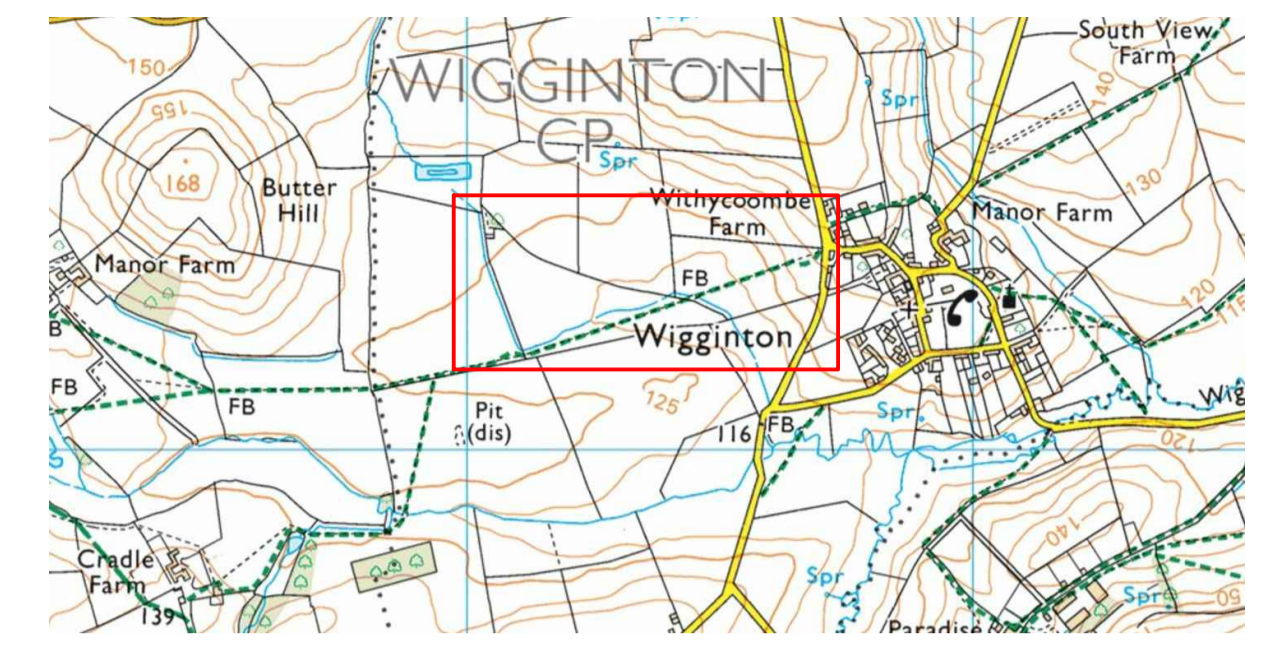 South View
Farm
150
WIGGINTON
CP
155
Spr
140
Spr
168
Butter
Hill
130
Withycoombe
Farm
Manor Farm
Manor Farm
FB
120
115
B
Wigginton
FB
FB
125
Wig
Pit
(dis)
Spr
116
FB
120
Cradle
Farm
140
Spr
Spr
50
139
Paradise